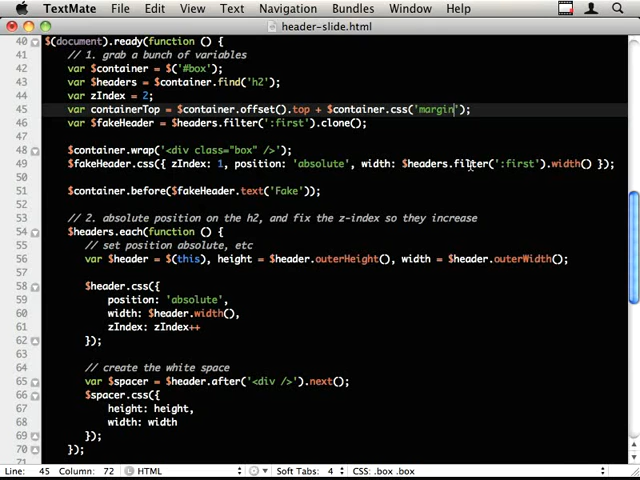 TextMate File Edit View Text Navigation Bundles Window Help
header-slide.html
40 $(document).ready(function () {
41 // 1. grab a bunch of variables
42 var $container = $('#box');
43 var $headers = $container.find('h2');
44 var zIndex = 2;
45 var containerTop = $container.offset().top + $container.css('margin');
46 var $fakeHeader = $headers.filter(':first').clone();
47
48 $container.wrap('<div class="box" />');
49 $fakeHeader.css({ zIndex: 1, position: 'absolute', width: $headers.filter(':first').width() });
50
51 $container.before($fakeHeader.text('Fake'));
52
53 // 2. absolute position on the h2, and fix the z-index so they increase
54 $headers.each(function () {
55 // set position absolute, etc
56 var $header = $(this), height = $header.outerHeight(), width = $header.outerWidth();
57
58 $header.css({
59 position: 'absolute',
60 width: $header.width(),
61 zIndex: zIndex++
62 });
63
64 // create the white space
65 var $spacer = $header.after('<div />').next();
66 $spacer.css({
67 height: height,
68 width: width
69 });
70 });
Line: 45 Column: 72 HTML Soft Tabs: 4 CSS: .box .box